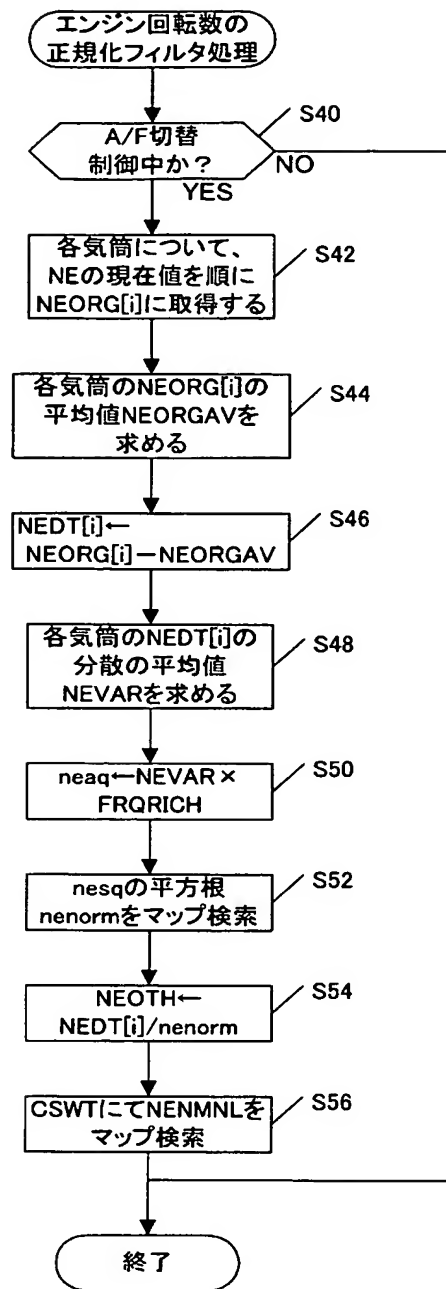 エンジン回転数の
正規化フィルタ処理
S40
A/F切替
制御中か？
NO
YES
各気筒について、
NEの現在値を順に
NEORG[i]に取得する
S42
各気筒のNEORG[i]の
平均値NEORGAVを
求める
S44
NEDT[i]←
NEORG[i]－NEORGAV
S46
各気筒のNEDT[i]の
分散の平均値
NEVARを求める
S48
neaq←NEVAR×
FRQRICH
S50
nesqの平方根
nenormをマップ検索
S52
NEOTH←
NEDT[i]/nenorm
S54
CSWTにてNENMNLを
マップ検索
S56
終了